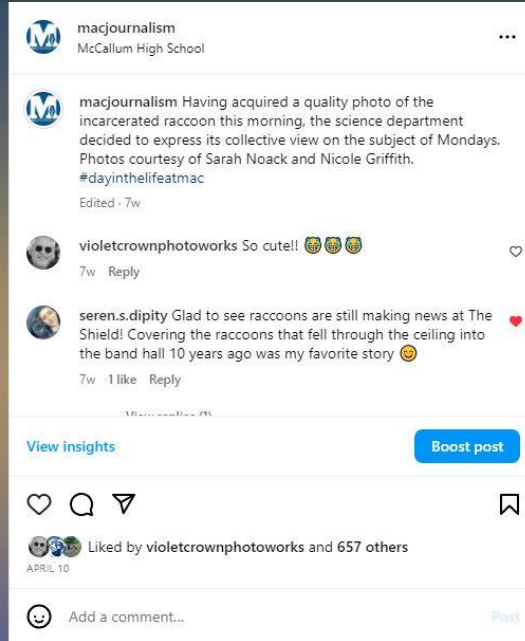 macjournalism
McCallum High School
macjournalism Having acquired a quality photo of the
incarcerated raccoon this morning, the science department
decided to express its collective view on the subject of Mondays.
Photos courtesy of Sarah Noack and Nicole Griffith.
#dayinthelifeatmac
Edited · 7w
violetcrownphotoworks So cute!! 😭😭😭
7w Reply
seren.s.dipity Glad to see raccoons are still making news at The
Shield! Covering the raccoons that fell through the ceiling into
the band hall 10 years ago was my favorite story 😊
7w 1 like Reply
View replies (1)
View insights
Boost post
Liked by violetcrownphotoworks and 657 others
APRIL 10
Add a comment...
Post